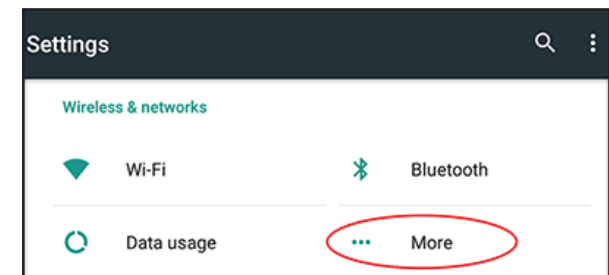 Settings
Wireless & networks
Wi-Fi
Bluetooth
Data usage
More